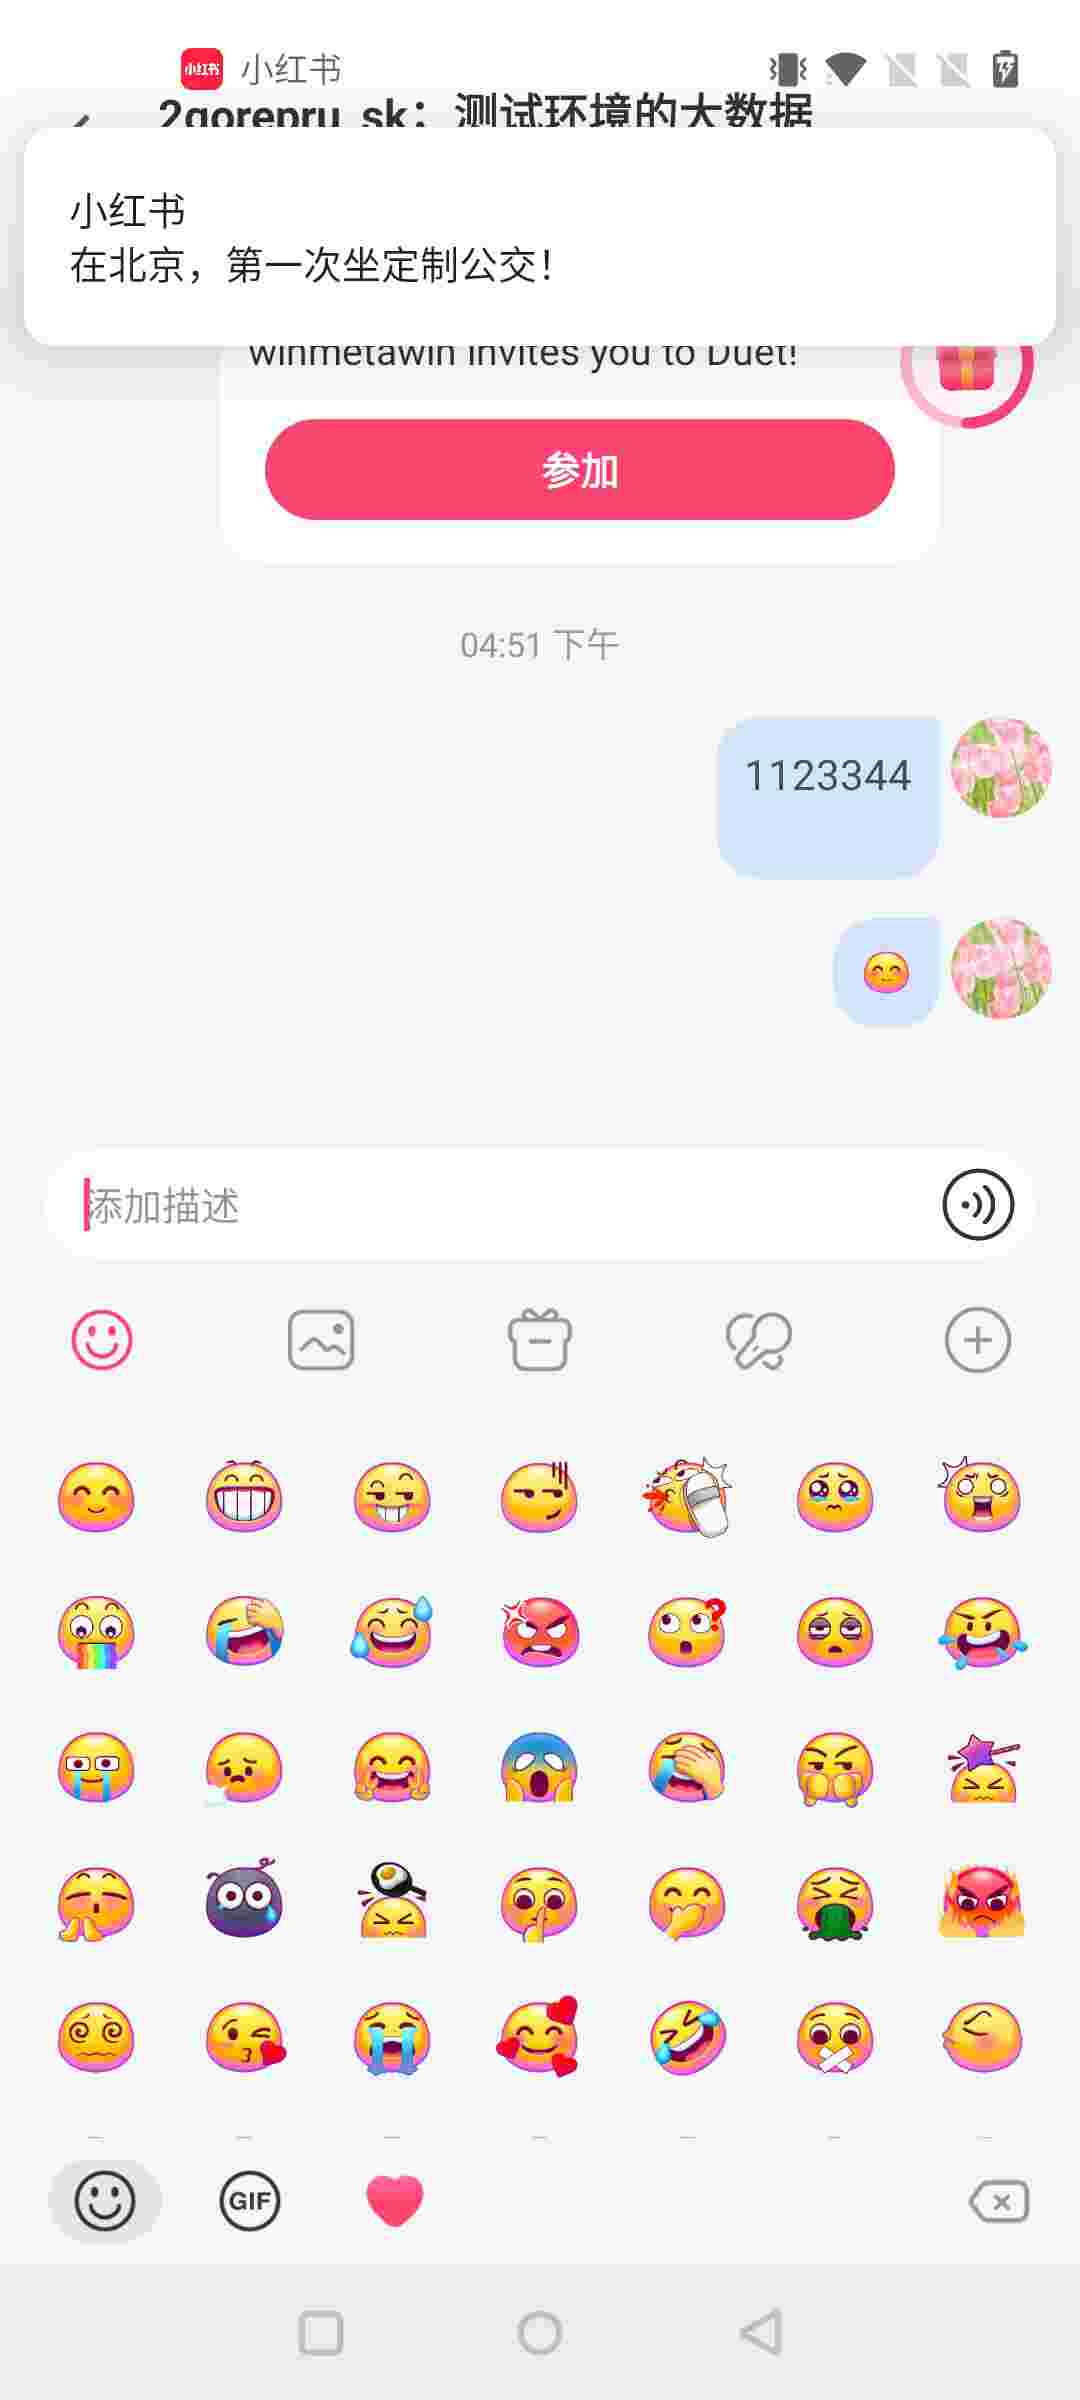 小红书 小红书
2gorepru_sk：测试环境的大数据
小红书
在北京，第一次坐定制公交！
winmetawin invites you to Duet!
参加
04:51 下午
1123344
添加描述
GIF